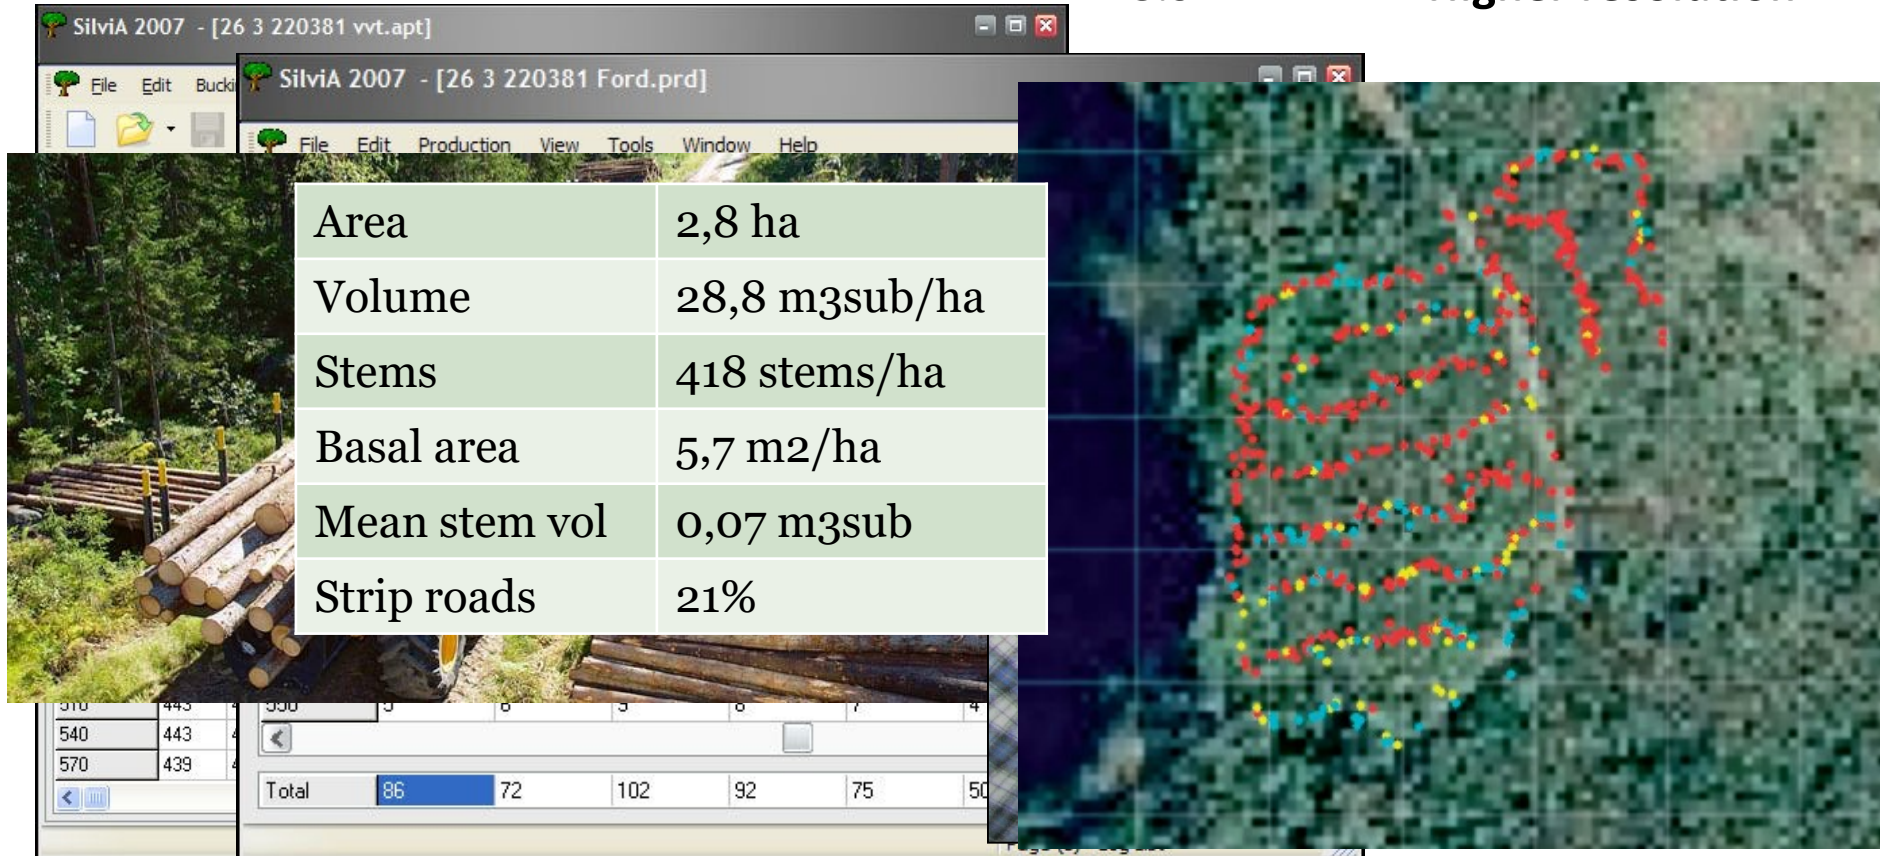 SilviA 2007 - [26 3 220381 vvt.apt]
File Edit
SilviA 2007 - [26 3 220381 Ford.prd]
File Edit Production View Tools Window Help
Area 2,8 ha
Volume 28,8 m3sub/ha
Stems 418 stems/ha
Basal area 5,7 m2/ha
Mean stem vol 0,07 m3sub
Strip roads 21%
540 443
570 439
Total 86 72 102 92 75